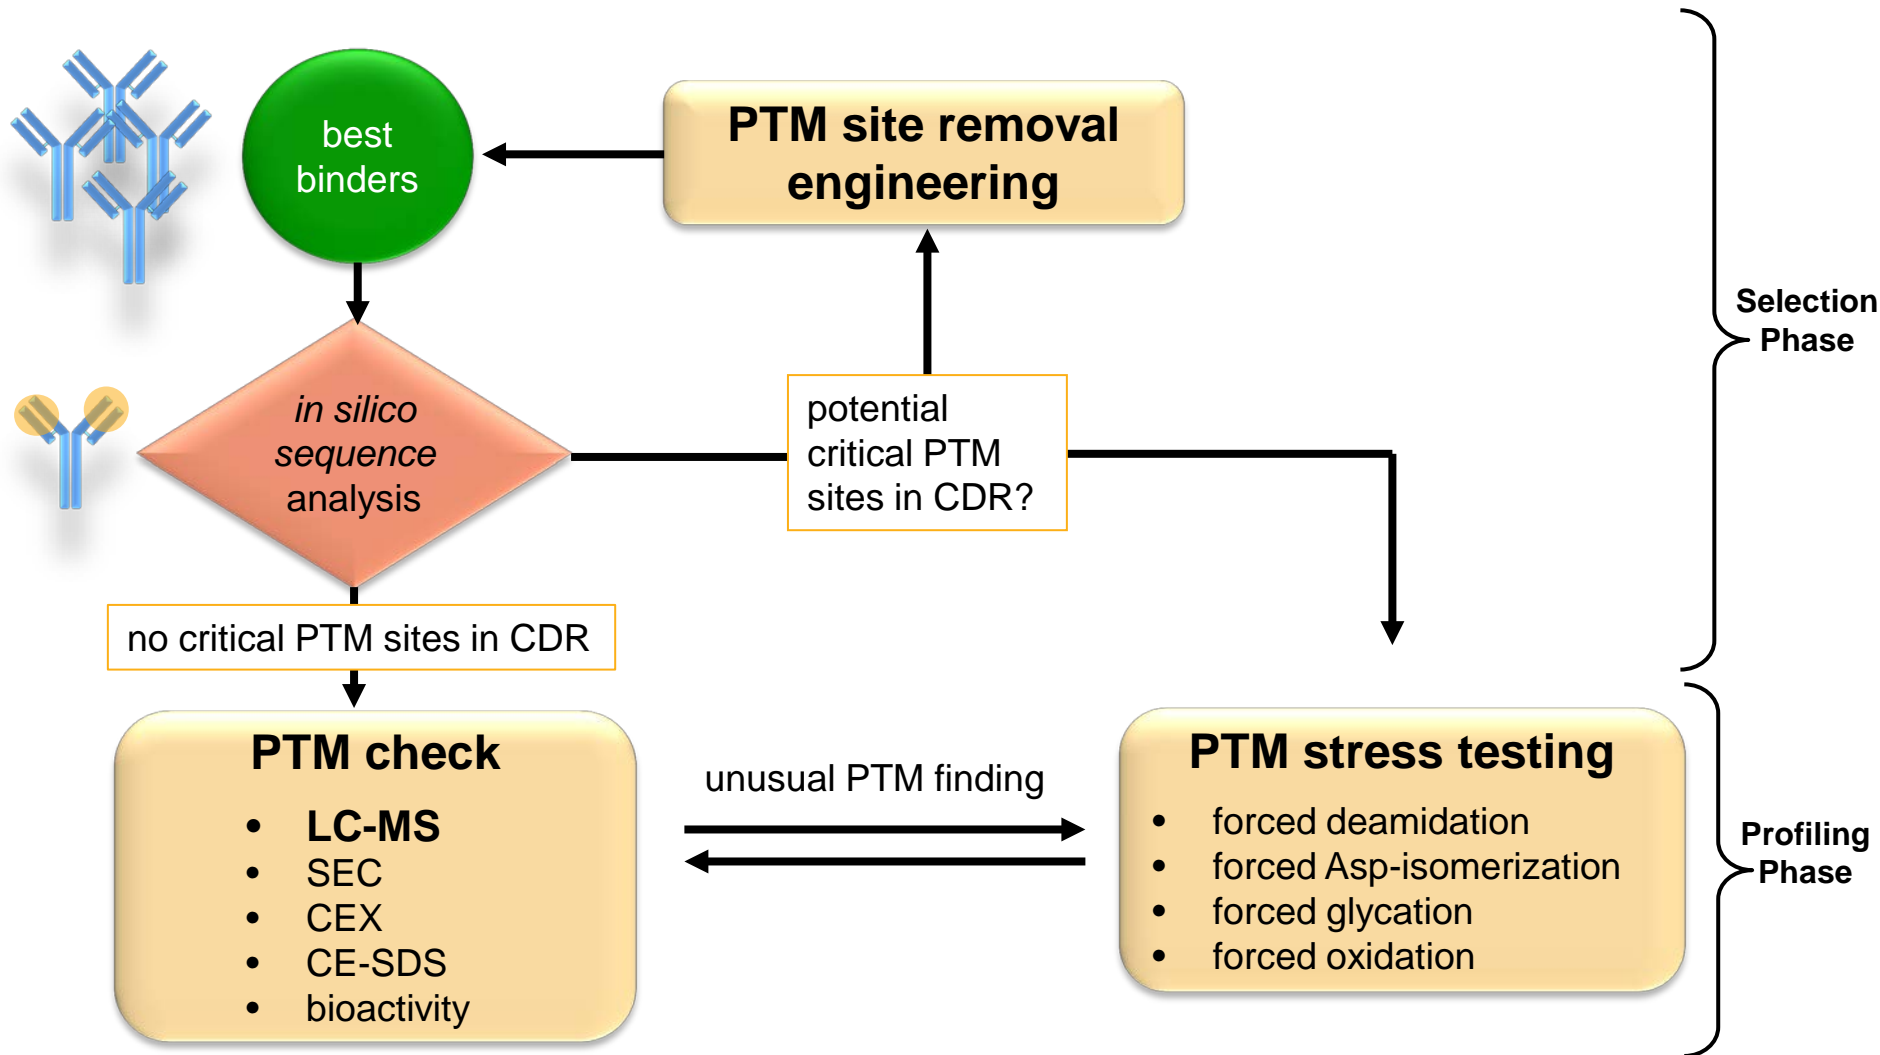 best
binders
PTM site removal
engineering
Selection
Phase
in silico
sequence
analysis
potential
critical PTM
sites in CDR?
no critical PTM sites in CDR
PTM check
• LC-MS
• SEC
• CEX
• CE-SDS
• bioactivity
unusual PTM finding
PTM stress testing
• forced deamidation
• forced Asp-isomerization
• forced glycation
• forced oxidation
Profiling
Phase